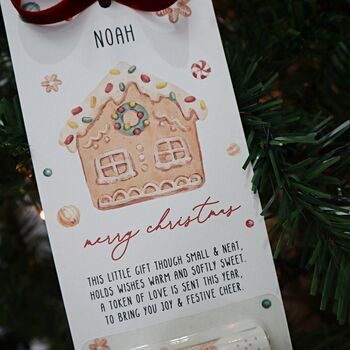 NOAH
merry christmas
THIS LITTLE GIFT THOUGH SMALL & NEAT,
HOLDS WISHES WARM AND SOFTLY SWEET.
A TOKEN OF LOVE IS SENT THIS YEAR,
TO BRING YOU JOY & FESTIVE CHEER.